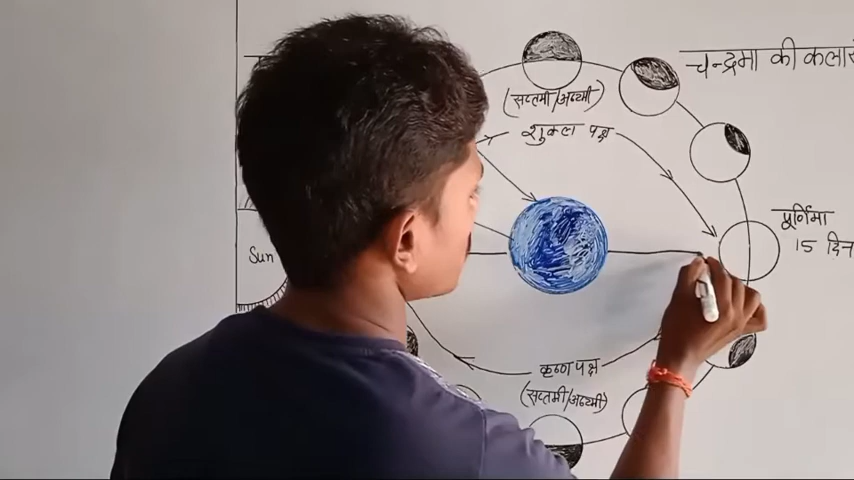 चन्द्रमा की कलाएं
(सप्तमी/अष्टमी)
शुक्ल पक्ष
पूर्णिमा
15 दिन
Sun
कृष्ण पक्ष
(सप्तमी/अष्टमी)